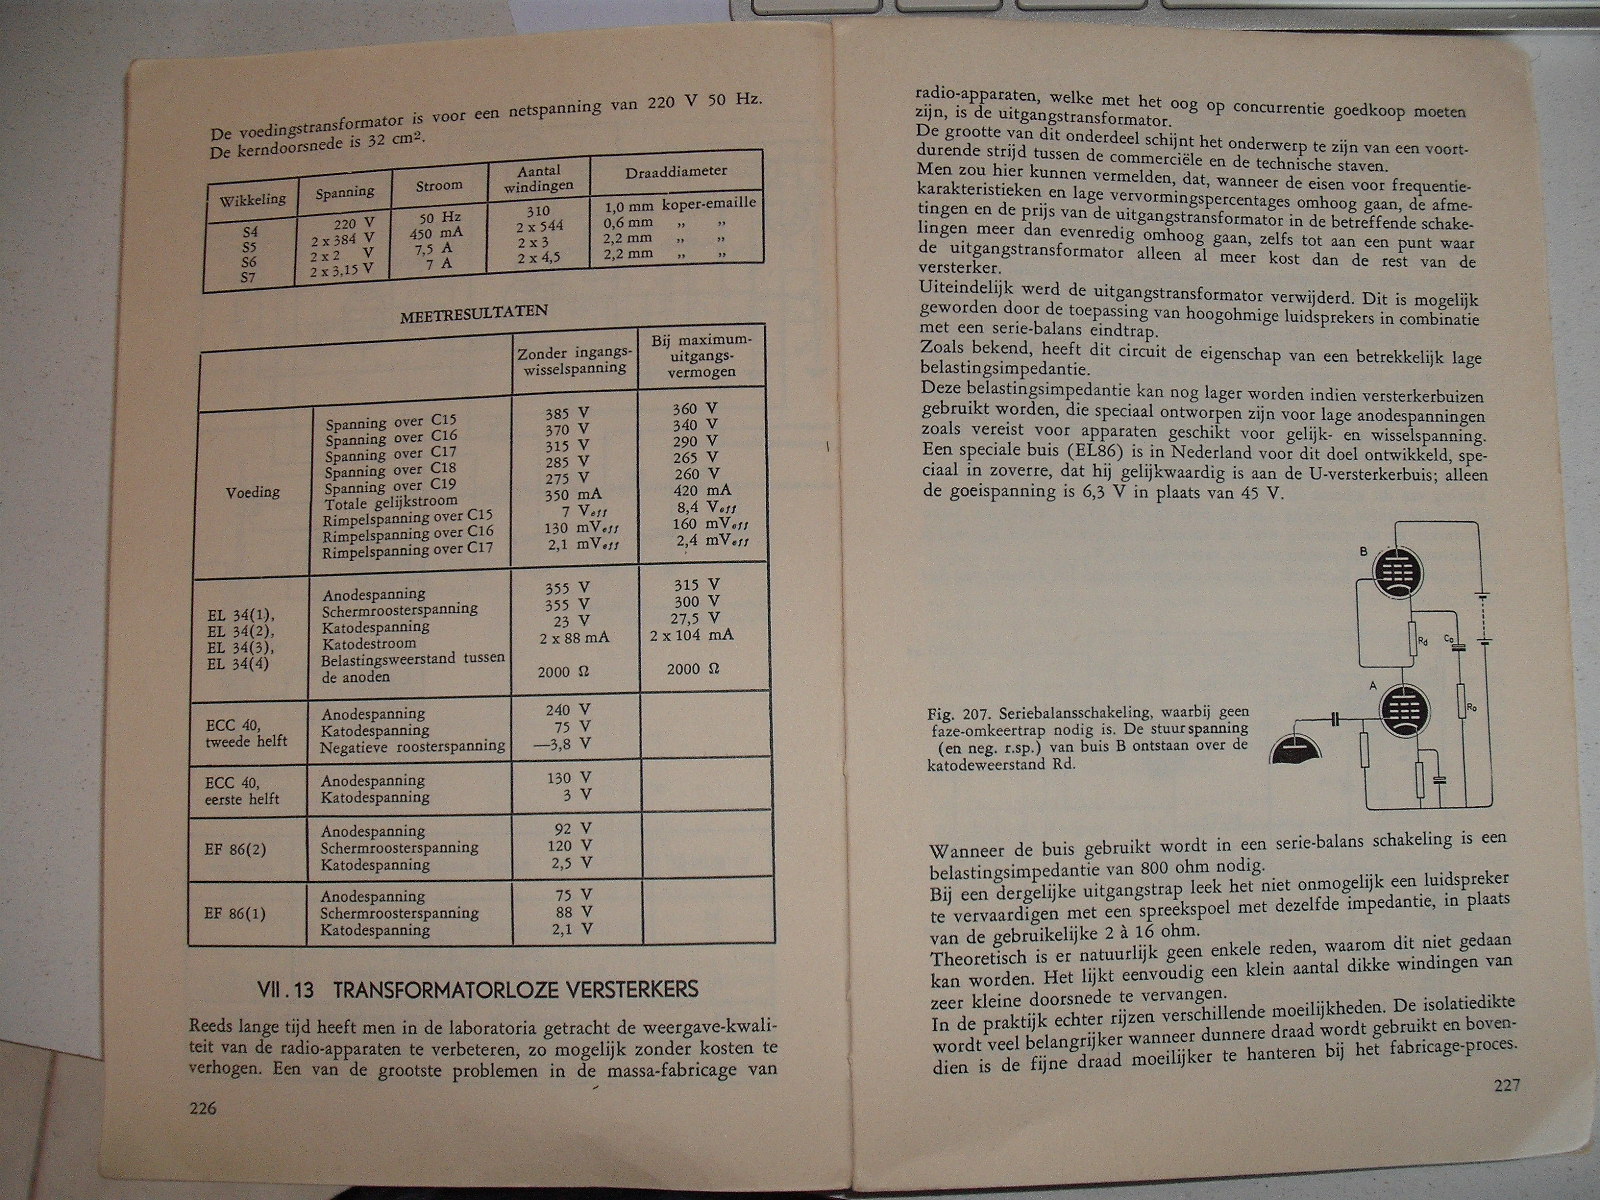 De voedingstransformator is voor een netspanning van 220 V 50 Hz.
De kerndoorsnede is 32 cm².
Wikkeling Spanning Stroom Aantal windingen Draaddiameter
S4 220 V 50 Hz 310 1,0 mm koper-emaille
S5 2 x 384 V 450 mA 2 x 544 0,6 mm „ „
S6 2 x 2 V 7,5 A 2 x 3 2,2 mm „ „
S7 2 x 3,15 V 7 A 2 x 4,5 2,2 mm „ „
MEETRESULTATEN
Zonder ingangs-
wisselspanning
Bij maximum-
uitgangs-
vermogen
Voeding
Spanning over C15 385 V 360 V
Spanning over C16 370 V 340 V
Spanning over C17 315 V 290 V
Spanning over C18 285 V 265 V
Spanning over C19 275 V 260 V
Totale gelijkstroom 350 mA 420 mA
Rimpelspanning over C15 7 Veff 8,4 Veff
Rimpelspanning over C16 130 mVeff 160 mVeff
Rimpelspanning over C17 2,1 mVeff 2,4 mVeff
EL 34(1),
EL 34(2),
EL 34(3),
EL 34(4)
Anodespanning 355 V 315 V
Schermroosterspanning 355 V 300 V
Katodespanning 23 V 27,5 V
Katodestroom 2 x 88 mA 2 x 104 mA
Belastingsweerstand tussen
de anoden 2000 Ω 2000 Ω
ECC 40,
tweede helft
Anodespanning 240 V
Katodespanning 75 V
Negatieve roosterspanning —3,8 V
ECC 40,
eerste helft
Anodespanning 130 V
Katodespanning 3 V
EF 86(2)
Anodespanning 92 V
Schermroosterspanning 120 V
Katodespanning 2,5 V
EF 86(1)
Anodespanning 75 V
Schermroosterspanning 88 V
Katodespanning 2,1 V
VII.13 TRANSFORMATORLOZE VERSTERKERS
Reeds lange tijd heeft men in de laboratoria getracht de weergave-kwali-
teit van de radio-apparaten te verbeteren, zo mogelijk zonder kosten te
verhogen. Een van de grootste problemen in de massa-fabricage van
226
radio-apparaten, welke met het oog op concurrentie goedkoop moeten
zijn, is de uitgangstransformator.
De grootte van dit onderdeel schijnt het onderwerp te zijn van een voort-
durende strijd tussen de commerciële en de technische staven.
Men zou hier kunnen vermelden, dat, wanneer de eisen voor frequentie-
karakteristieken en lage vervormingspercentages omhoog gaan, de afme-
tingen en de prijs van de uitgangstransformator in de betreffende schake-
lingen meer dan evenredig omhoog gaan, zelfs tot aan een punt waar
de uitgangstransformator alleen al meer kost dan de rest van de
versterker.
Uiteindelijk werd de uitgangstransformator verwijderd. Dit is mogelijk
geworden door de toepassing van hoogohmige luidsprekers in combinatie
met een serie-balans eindtrap.
Zoals bekend, heeft dit circuit de eigenschap van een betrekkelijk lage
belastingsimpedantie.
Deze belastingsimpedantie kan nog lager worden indien versterkerbuizen
gebruikt worden, die speciaal ontworpen zijn voor lage anodespanningen
zoals vereist voor apparaten geschikt voor gelijk- en wisselspanning.
Een speciale buis (EL86) is in Nederland voor dit doel ontwikkeld, spe-
ciaal in zoverre, dat hij gelijkwaardig is aan de U-versterkerbuis; alleen
de goeispanning is 6,3 V in plaats van 45 V.
B
Rd
Co
A
Ro
Fig. 207. Seriebalansschakeling, waarbij geen
faze-omkeertrap nodig is. De stuurspanning
(en neg. r.sp.) van buis B ontstaan over de
katodeweerstand Rd.
Wanneer de buis gebruikt wordt in een serie-balans schakeling is een
belastingsimpedantie van 800 ohm nodig.
Bij een dergelijke uitgangstrap leek het niet onmogelijk een luidspreker
te vervaardigen met een spreekspoel met dezelfde impedantie, in plaats
van de gebruikelijke 2 à 16 ohm.
Theoretisch is er natuurlijk geen enkele reden, waarom dit niet gedaan
kan worden. Het lijkt eenvoudig een klein aantal dikke windingen van
zeer kleine doorsnede te vervangen.
In de praktijk echter rijzen verschillende moeilijkheden. De isolatiedikte
wordt veel belangrijker wanneer dunnere draad wordt gebruikt en boven-
dien is de fijne draad moeilijker te hanteren bij het fabricage-proces.
227